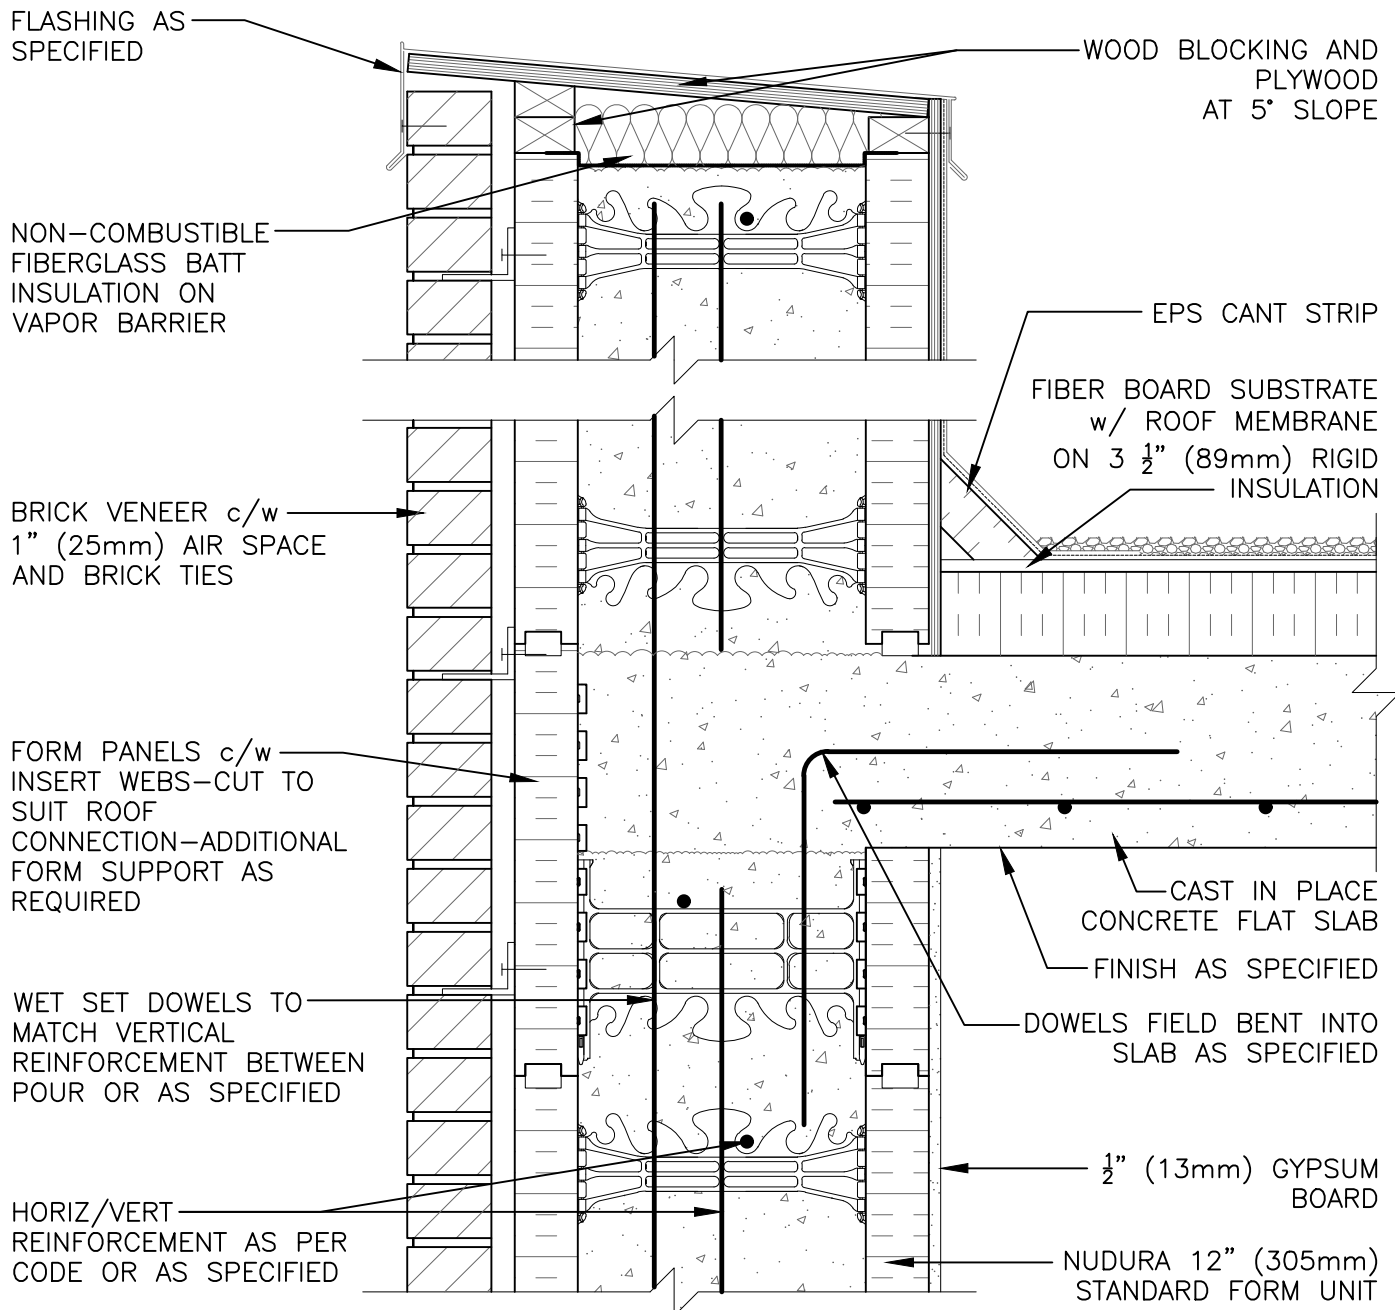 FLASHING AS
SPECIFIED
WOOD BLOCKING AND
PLYWOOD
AT 5° SLOPE
NON-COMBUSTIBLE
FIBERGLASS BATT
INSULATION ON
VAPOR BARRIER
EPS CANT STRIP
FIBER BOARD SUBSTRATE
w/ ROOF MEMBRANE
ON 3 ½" (89mm) RIGID
INSULATION
BRICK VENEER c/w
1" (25mm) AIR SPACE
AND BRICK TIES
FORM PANELS c/w
INSERT WEBS-CUT TO
SUIT ROOF
CONNECTION-ADDITIONAL
FORM SUPPORT AS
REQUIRED
CAST IN PLACE
CONCRETE FLAT SLAB
FINISH AS SPECIFIED
WET SET DOWELS TO
MATCH VERTICAL
REINFORCEMENT BETWEEN
POUR OR AS SPECIFIED
DOWELS FIELD BENT INTO
SLAB AS SPECIFIED
½" (13mm) GYPSUM
BOARD
HORIZ/VERT
REINFORCEMENT AS PER
CODE OR AS SPECIFIED
NUDURA 12" (305mm)
STANDARD FORM UNIT